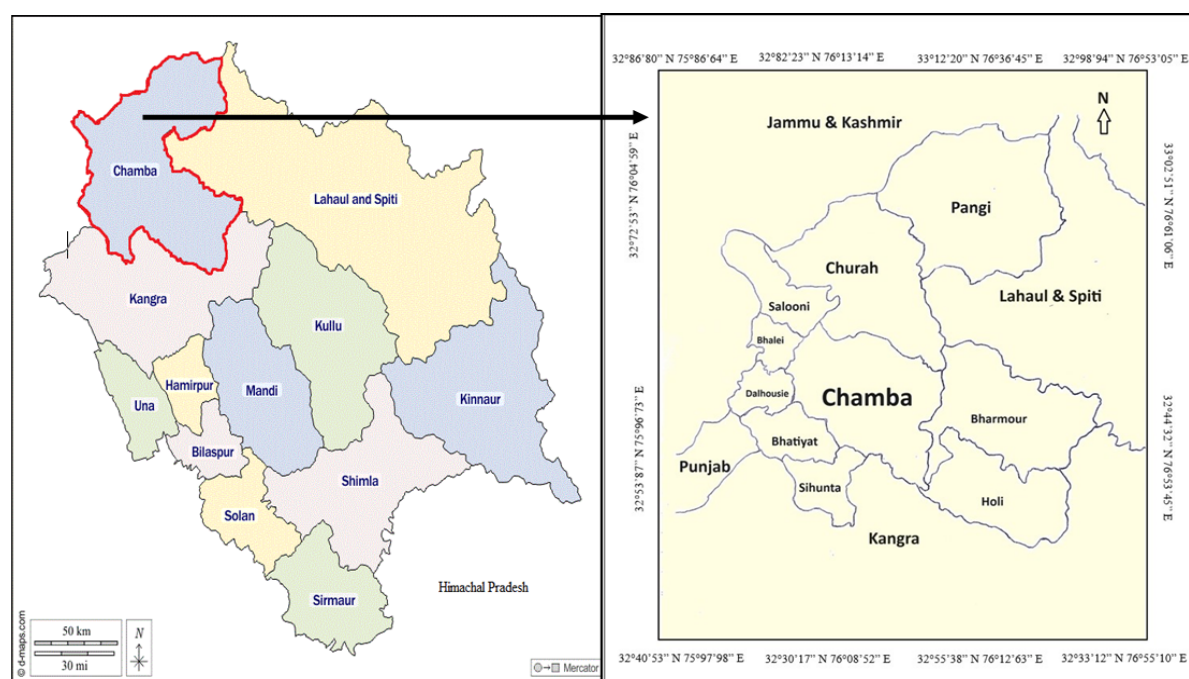 Chamba
Lahaul and Spiti
Kangra
Kullu
Hamirpur
Mandi
Una
Kinnaur
Bilaspur
Shimla
Solan
Sirmaur
Himachal Pradesh
© d-maps.com
50 km
30 mi
N
Mercator
32°86'80'' N 75°86'64'' E
32°82'23'' N 76°13'14'' E
33°12'20'' N 76°36'45'' E
32°98'94'' N 76°53'05'' E
32°72'53'' N 76°04'59'' E
32°53'87'' N 75°96'73'' E
Jammu & Kashmir
N
Pangi
Churah
Lahaul & Spiti
Salooni
Bhalei
Dalhousie
Chamba
Bharmour
Bhatiyat
Punjab
Sihunta
Holi
Kangra
33°02'51'' N 76°61'06'' E
32°44'32'' N 76°53'45'' E
32°40'53'' N 75°97'98'' E
32°30'17'' N 76°08'52'' E
32°55'38'' N 76°12'63'' E
32°33'12'' N 76°55'10'' E